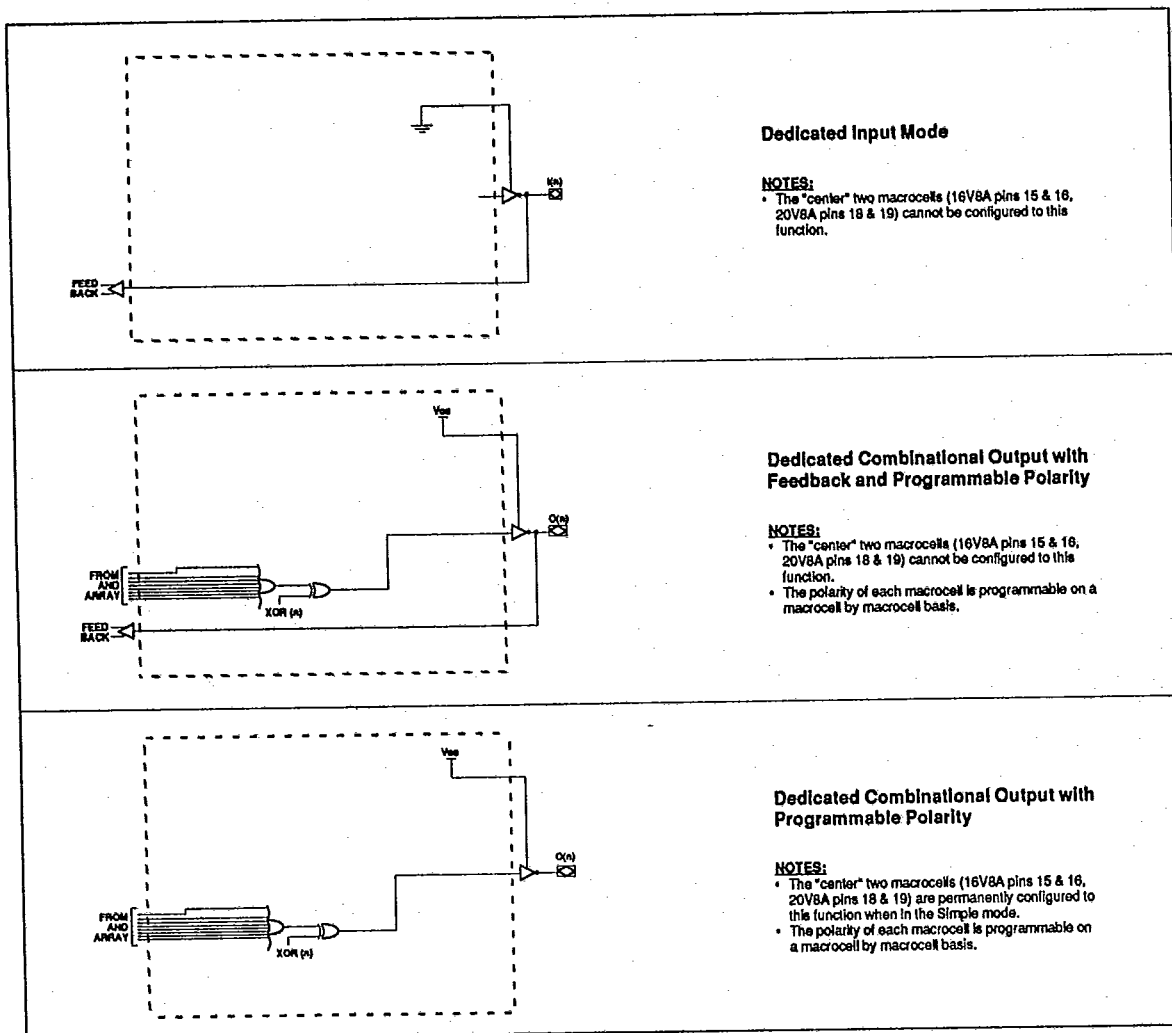 I(n)
FEED
BACK
Dedicated Input Mode
NOTES:
• The "center" two macrocells (16V8A pins 15 & 16,
20V8A pins 18 & 19) cannot be configured to this
function.
Vcc
O(n)
FROM
AND
ARRAY
XOR (n)
FEED
BACK
Dedicated Combinational Output with
Feedback and Programmable Polarity
NOTES:
• The "center" two macrocells (16V8A pins 15 & 16,
20V8A pins 18 & 19) cannot be configured to this
function.
• The polarity of each macrocell is programmable on a
macrocell by macrocell basis.
Vcc
O(n)
FROM
AND
ARRAY
XOR (n)
Dedicated Combinational Output with
Programmable Polarity
NOTES:
• The "center" two macrocells (16V8A pins 15 & 16,
20V8A pins 18 & 19) are permanently configured to
this function when in the Simple mode.
• The polarity of each macrocell is programmable on
a macrocell by macrocell basis.